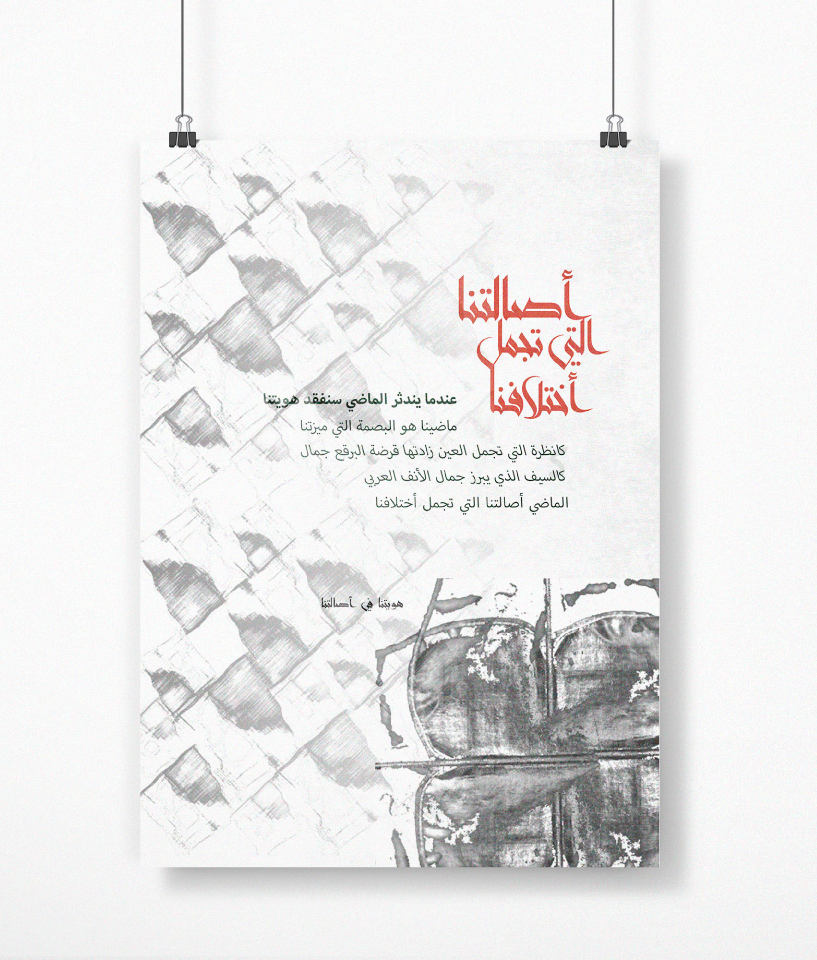 أصالتنا
التي تجمل
أختلافنا
عندما يندثر الماضي سنفقد هويتنا
ماضينا هو البصمة التي ميزتنا
كانظرة التي تجمل العين زادتها قرضة البرقع جمال
كالسيف الذي يبرز جمال الأنف العربي
الماضي أصالتنا التي تجمل أختلافنا
هويتنا في أصالتنا